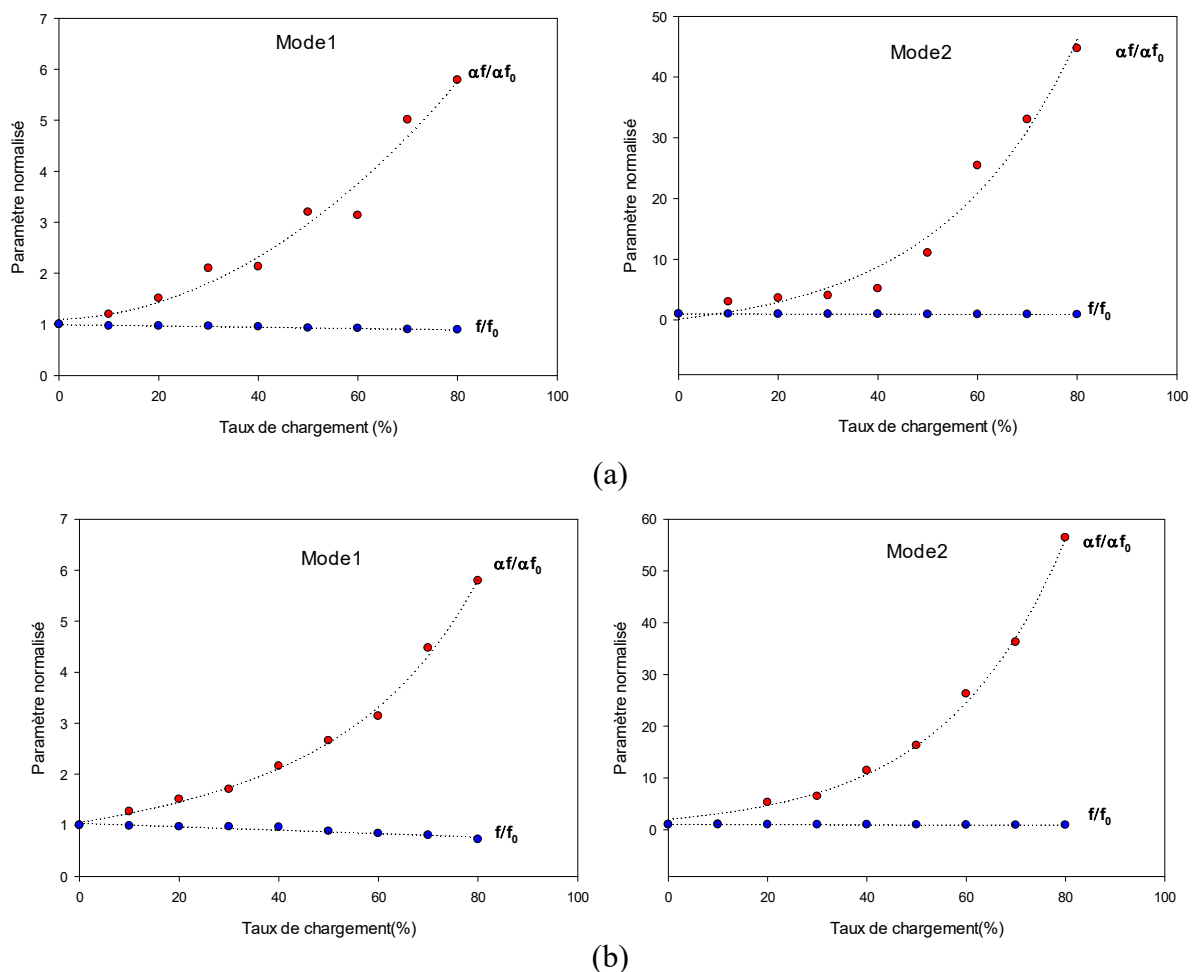 Mode1
αf/αf₀
f/f₀
Paramètre normalisé
0
1
2
3
4
5
6
7
0 20 40 60 80 100
Taux de chargement (%)
Mode2
αf/αf₀
f/f₀
Paramètre normalisé
50
40
30
20
10
0
0 20 40 60 80 100
Taux de chargement (%)
(a)
Mode1
αf/αf₀
f/f₀
Paramètre normalisé
7
6
5
4
3
2
1
0
0 20 40 60 80 100
Taux de chargement(%)
Mode2
αf/αf₀
f/f₀
Paramètre normalisé
60
50
40
30
20
10
0
0 20 40 60 80 100
Taux de chargement(%)
(b)